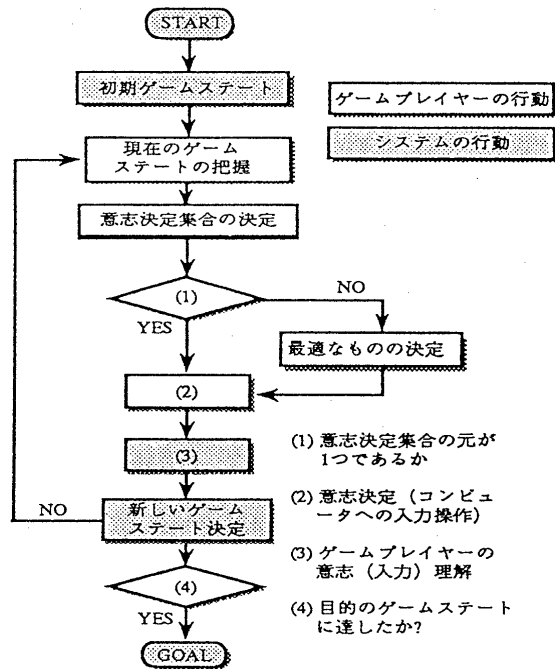 START
初期ゲームステート
ゲームプレイヤーの行動
現在のゲーム
ステートの把握
システムの行動
意志決定集合の決定
(1)
NO
YES
最適なものの決定
(2)
(1) 意志決定集合の元が
1つであるか
(3)
(2) 意志決定（コンピュ
ータへの入力操作）
NO
新しいゲーム
ステート決定
(3) ゲームプレイヤーの
意志（入力）理解
(4)
(4) 目的のゲームステート
に達したか?
YES
GOAL